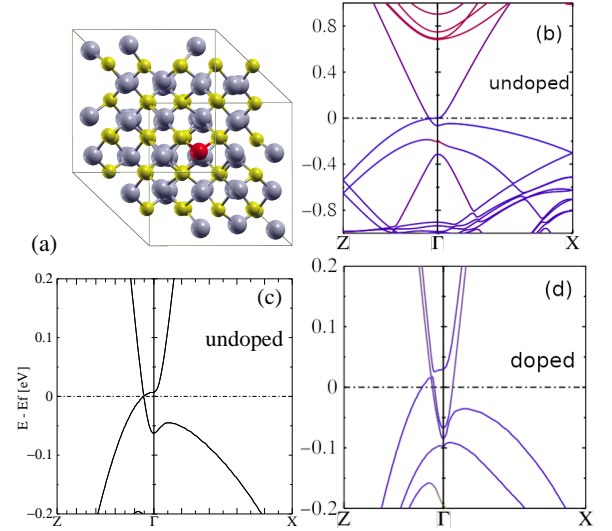 (a)
0.8
0.4
0
−0.4
−0.8
(b)
undoped
Z
Γ
X
E - Ef [eV]
0.2
0.1
0
−0.1
−0.2
(c)
undoped
Z
Γ
X
0.2
0.1
0
−0.1
−0.2
(d)
doped
Z
Γ
X